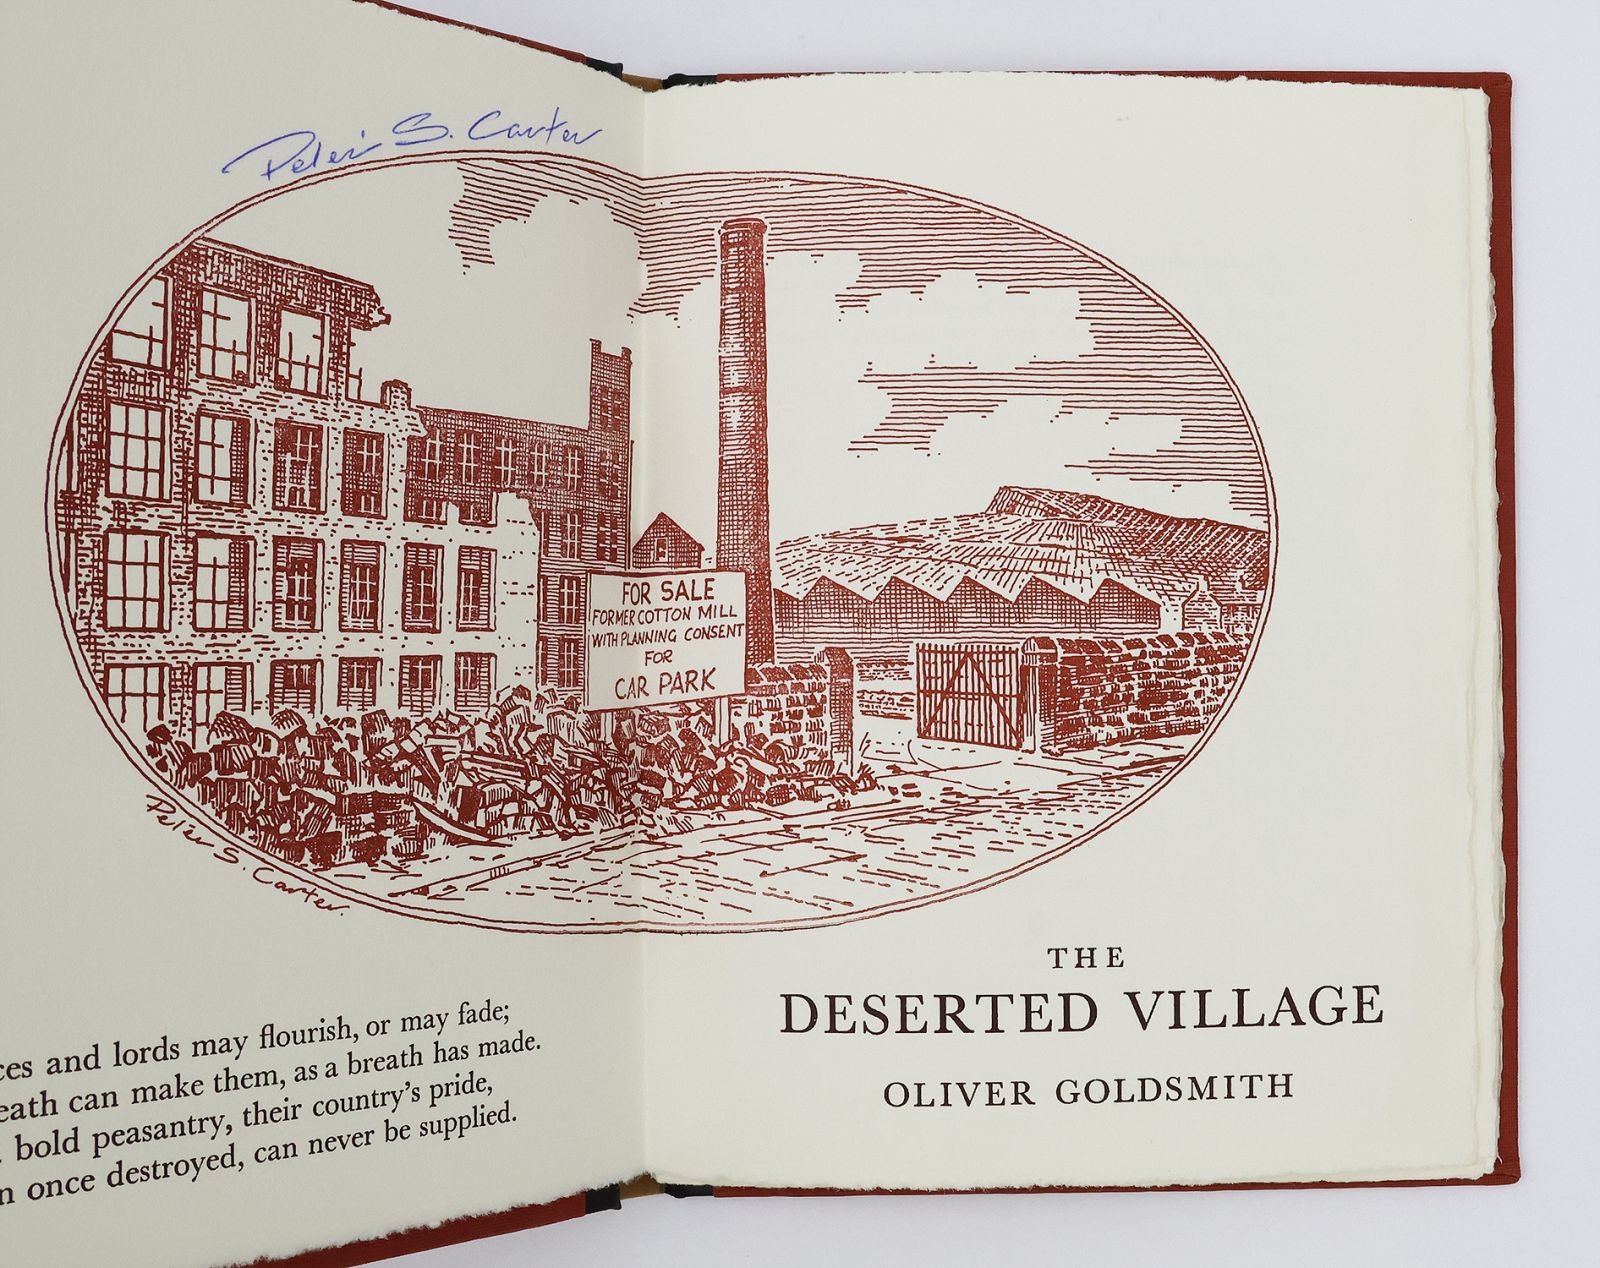 Peter S. Carter
FOR SALE
FORMER COTTON MILL
WITH PLANNING CONSENT
FOR
CAR PARK
Peter S. Carter.
ces and lords may flourish, or may fade;
eath can make them, as a breath has made.
bold peasantry, their country's pride,
n once destroyed, can never be supplied.
THE
DESERTED VILLAGE
OLIVER GOLDSMITH